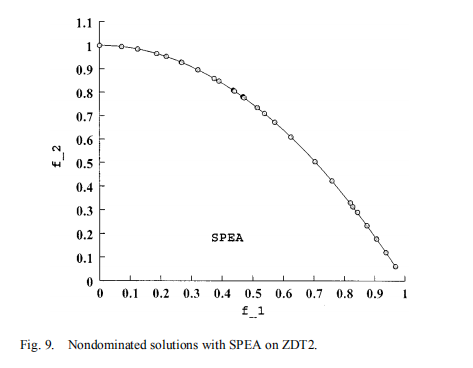 1.1
1
0.9
0.8
0.7
0.6
0.5
0.4
0.3
0.2
0.1
0
f_2
SPEA
0 0.1 0.2 0.3 0.4 0.5 0.6 0.7 0.8 0.9 1
f_1
Fig. 9. Nondominated solutions with SPEA on ZDT2.